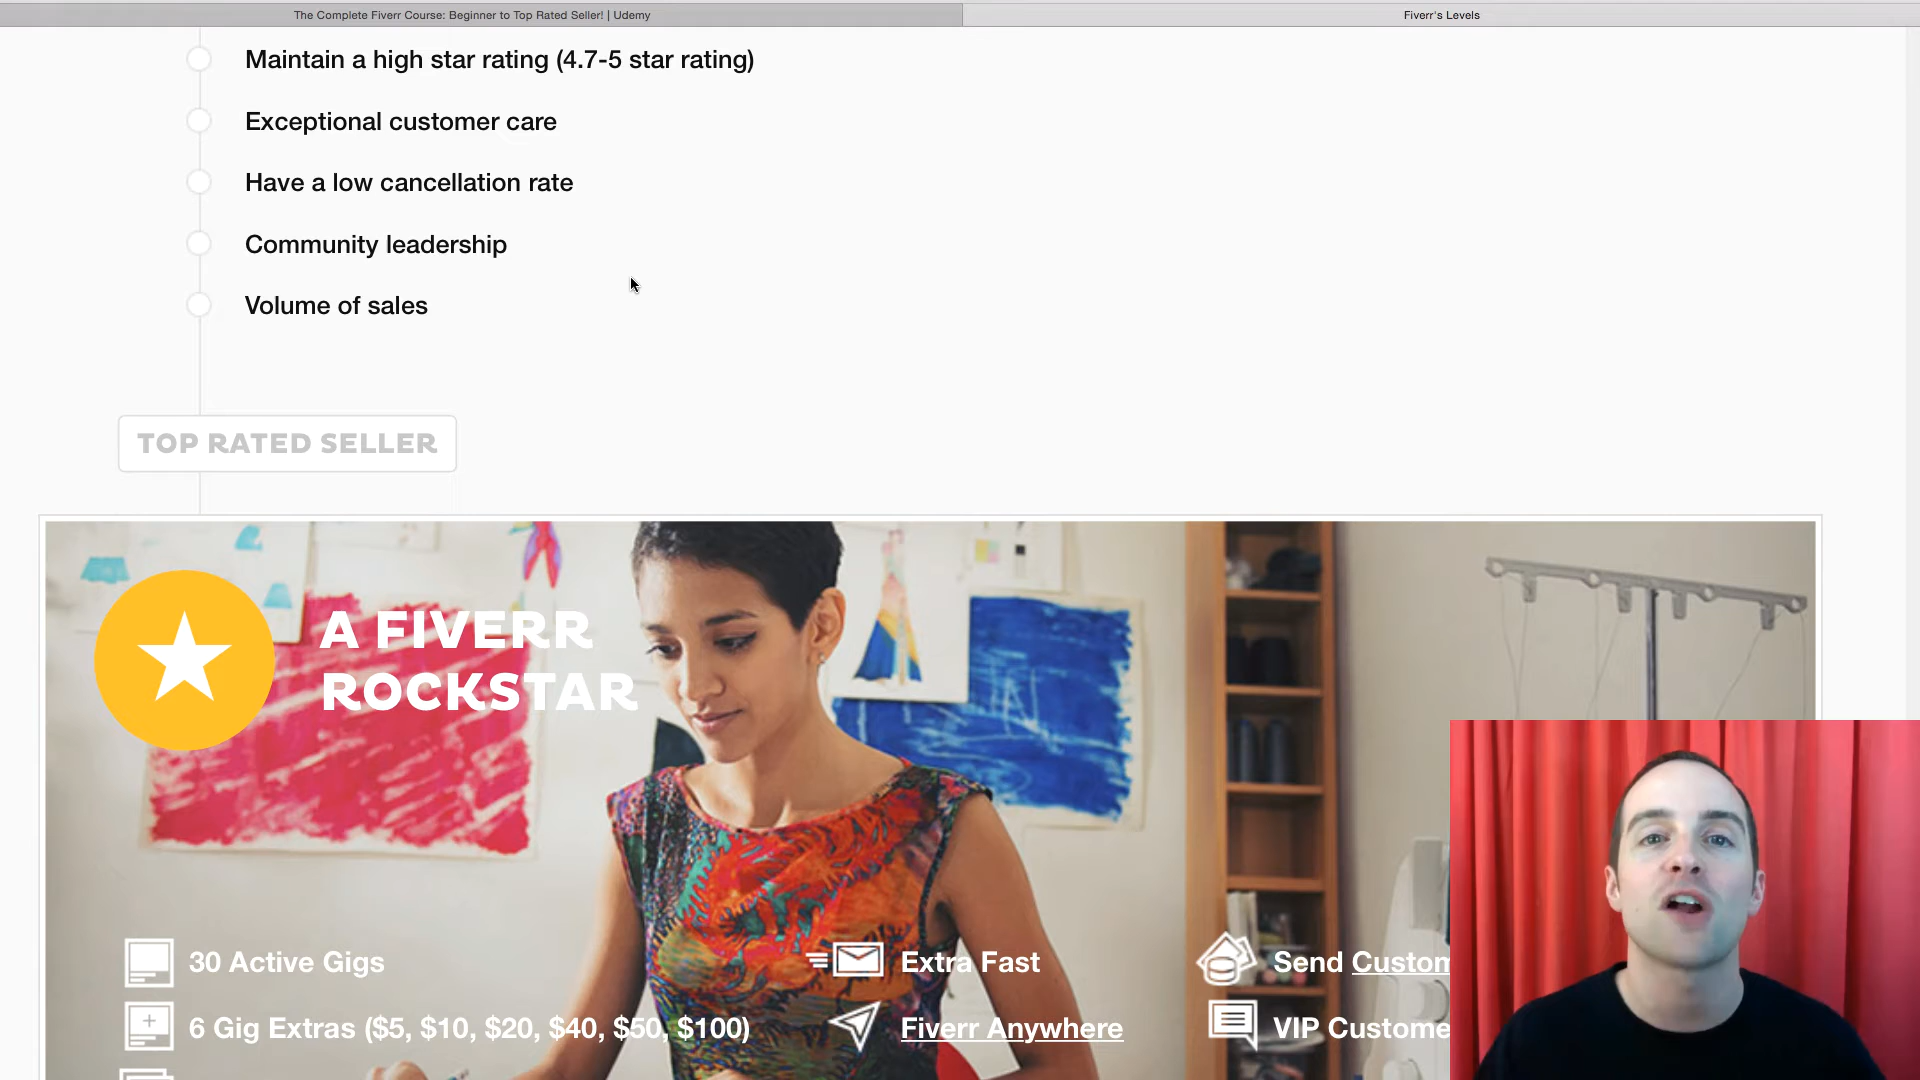 The Complete Fiverr Course: Beginner to Top Rated Seller! | Udemy
Fiverr's Levels
Maintain a high star rating (4.7-5 star rating)
Exceptional customer care
Have a low cancellation rate
Community leadership
Volume of sales
TOP RATED SELLER
A FIVERR
ROCKSTAR
30 Active Gigs
Extra Fast
Send Custom
6 Gig Extras ($5, $10, $20, $40, $50, $100)
Fiverr Anywhere
VIP Custome